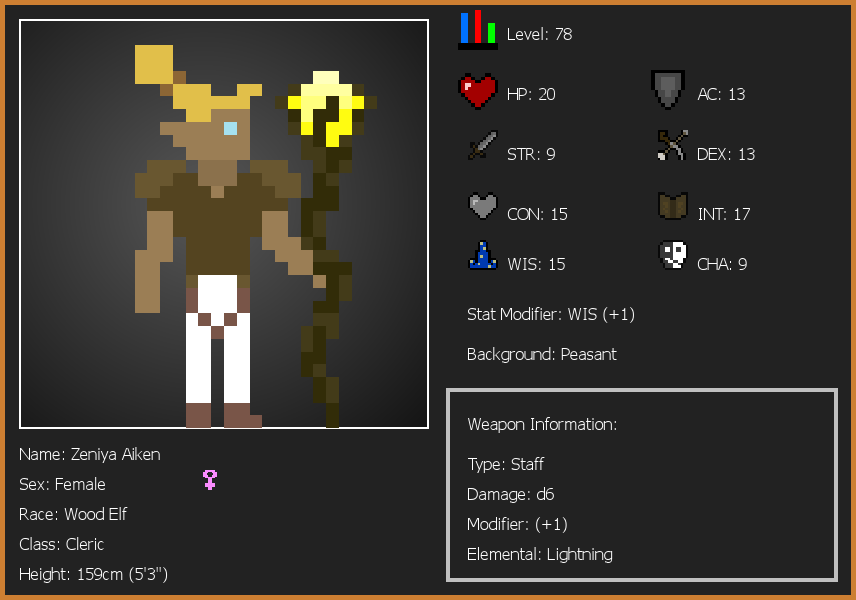 Level: 78
HP: 20
AC: 13
STR: 9
DEX: 13
CON: 15
INT: 17
WIS: 15
CHA: 9
Stat Modifier: WIS (+1)
Background: Peasant
Weapon Information:
Type: Staff
Damage: d6
Modifier: (+1)
Elemental: Lightning
Name: Zeniya Aiken
Sex: Female
Race: Wood Elf
Class: Cleric
Height: 159cm (5'3")